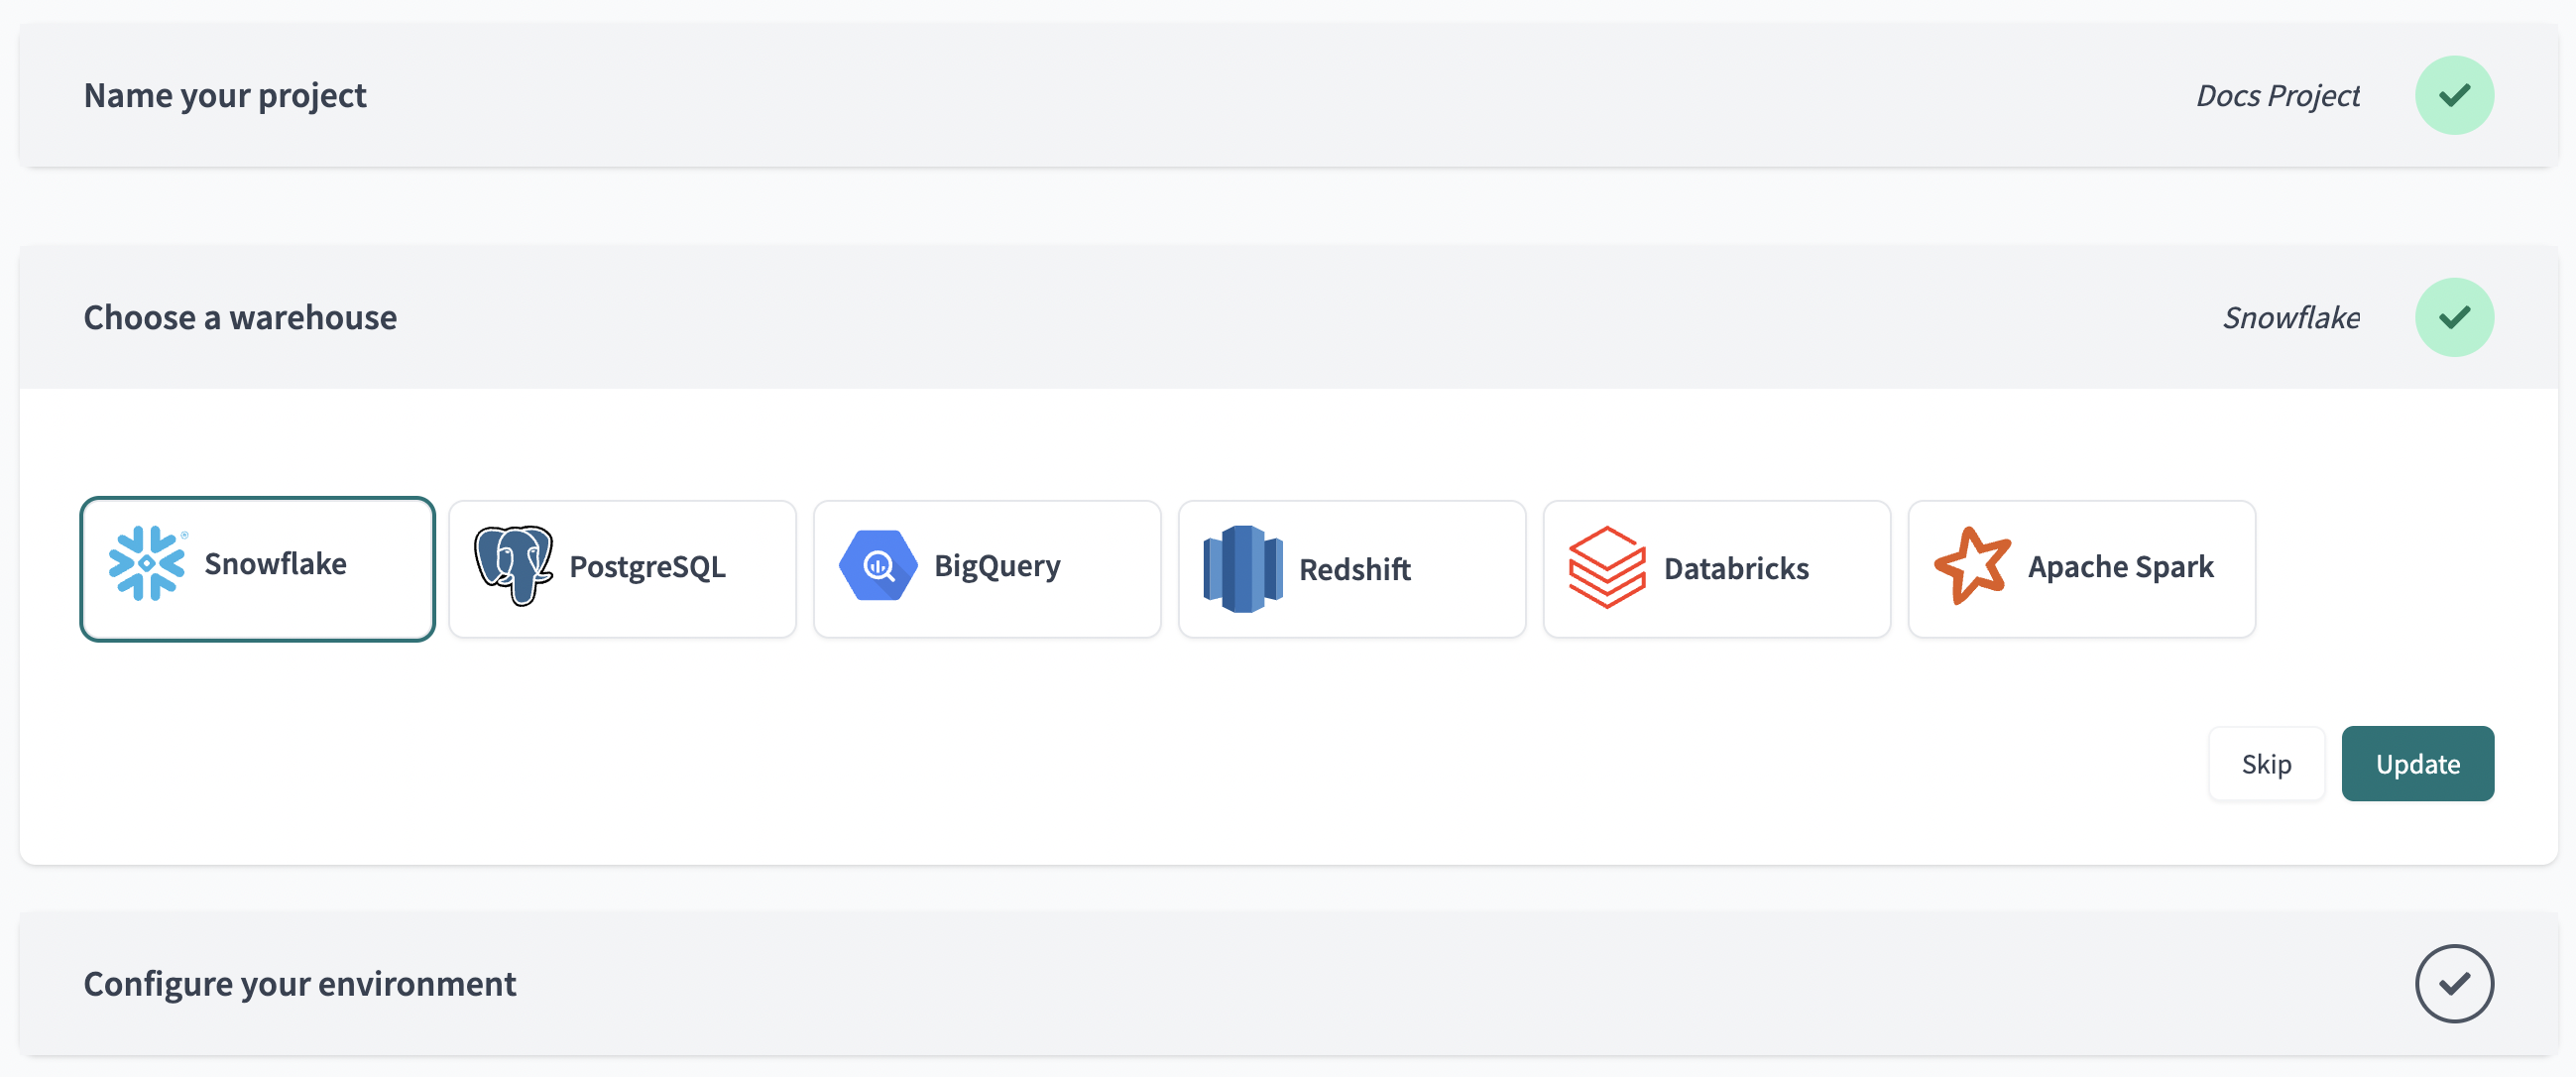 Name your project
Docs Project
Choose a warehouse
Snowflake
Snowflake
PostgreSQL
BigQuery
Redshift
Databricks
Apache Spark
Skip
Update
Configure your environment